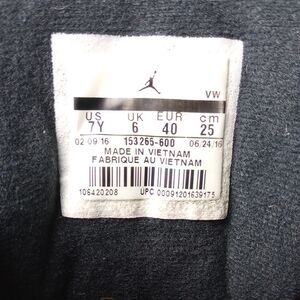 VW
US UK EUR cm
7Y 6 40 25
02.09.16 153265-600 06/24/16
MADE IN VIETNAM
FABRIQUE AU VIETNAM
106420208 UPC 00091201639175